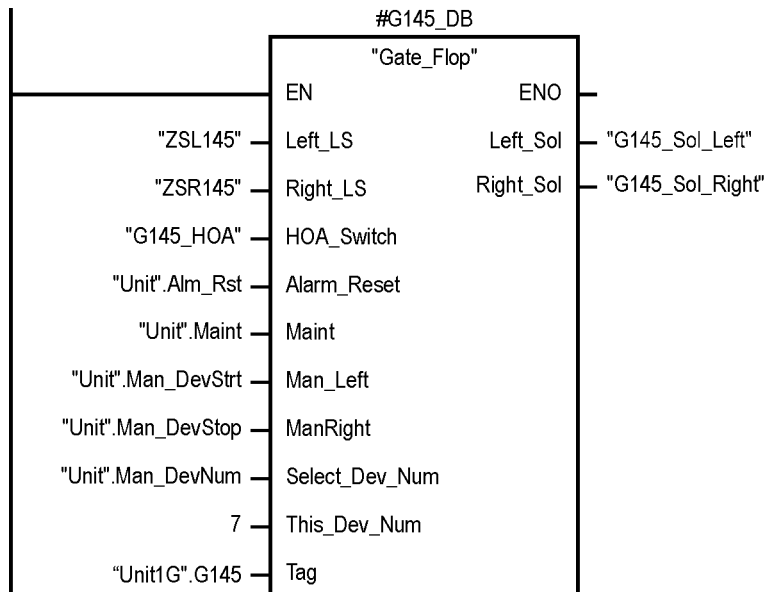 #G145_DB
"Gate_Flop"
EN ENO
"ZSL145" Left_LS Left_Sol "G145_Sol_Left"
"ZSR145" Right_LS Right_Sol "G145_Sol_Right"
"G145_HOA" HOA_Switch
"Unit".Alm_Rst Alarm_Reset
"Unit".Maint Maint
"Unit".Man_DevStrt Man_Left
"Unit".Man_DevStop ManRight
"Unit".Man_DevNum Select_Dev_Num
7 This_Dev_Num
“Unit1G".G145 Tag